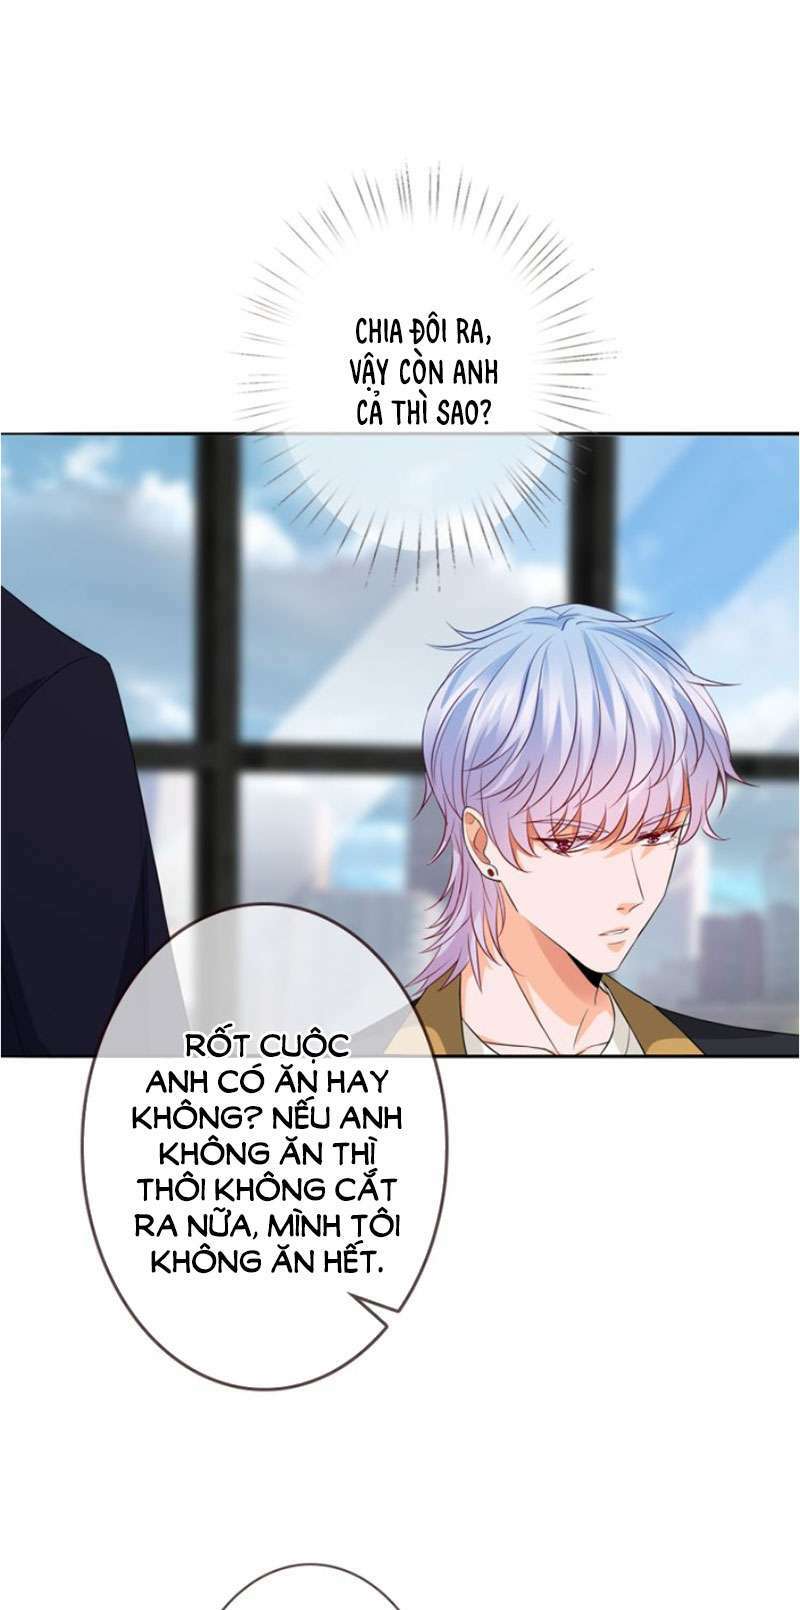 CHIA ĐÔI RA,
VẬY CÒN ANH
CẢ THÌ SAO?
RỐT CUỘC
ANH CÓ ĂN HAY
KHÔNG? NẾU ANH
KHÔNG ĂN THÌ
THÔI KHÔNG CẮT
RA NỮA, MÌNH TÔI
KHÔNG ĂN HẾT.